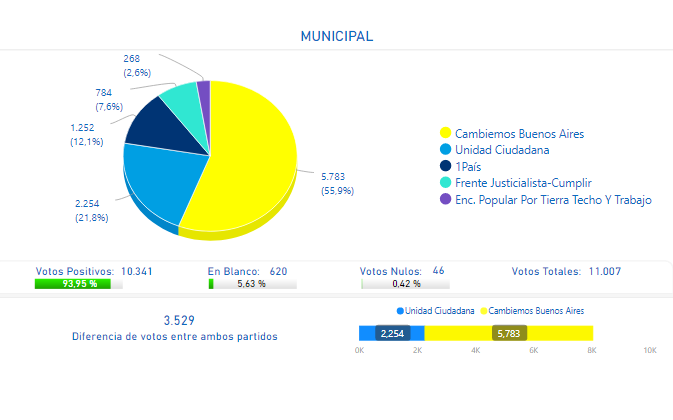 MUNICIPAL
268
(2,6%)
784
(7,6%)
1.252
(12,1%)
2.254
(21,8%)
5.783
(55,9%)
Cambiemos Buenos Aires
Unidad Ciudadana
1País
Frente Justicialista-Cumplir
Enc. Popular Por Tierra Techo Y Trabajo
Votos Positivos: 10.341
93,95 %
En Blanco: 620
5,63 %
Votos Nulos: 46
0,42 %
Votos Totales: 11.007
3.529
Diferencia de votos entre ambos partidos
Unidad Ciudadana Cambiemos Buenos Aires
2,254 5,783
0K 2K 4K 6K 8K 10K